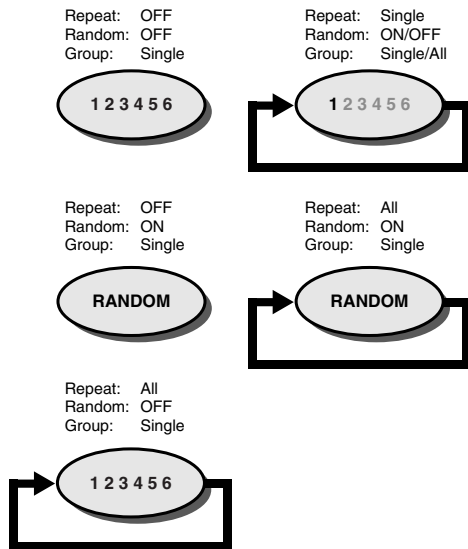 Repeat: OFF
Random: OFF
Group: Single
1 2 3 4 5 6
Repeat: Single
Random: ON/OFF
Group: Single/All
1 2 3 4 5 6
Repeat: OFF
Random: ON
Group: Single
RANDOM
Repeat: All
Random: ON
Group: Single
RANDOM
Repeat: All
Random: OFF
Group: Single
1 2 3 4 5 6